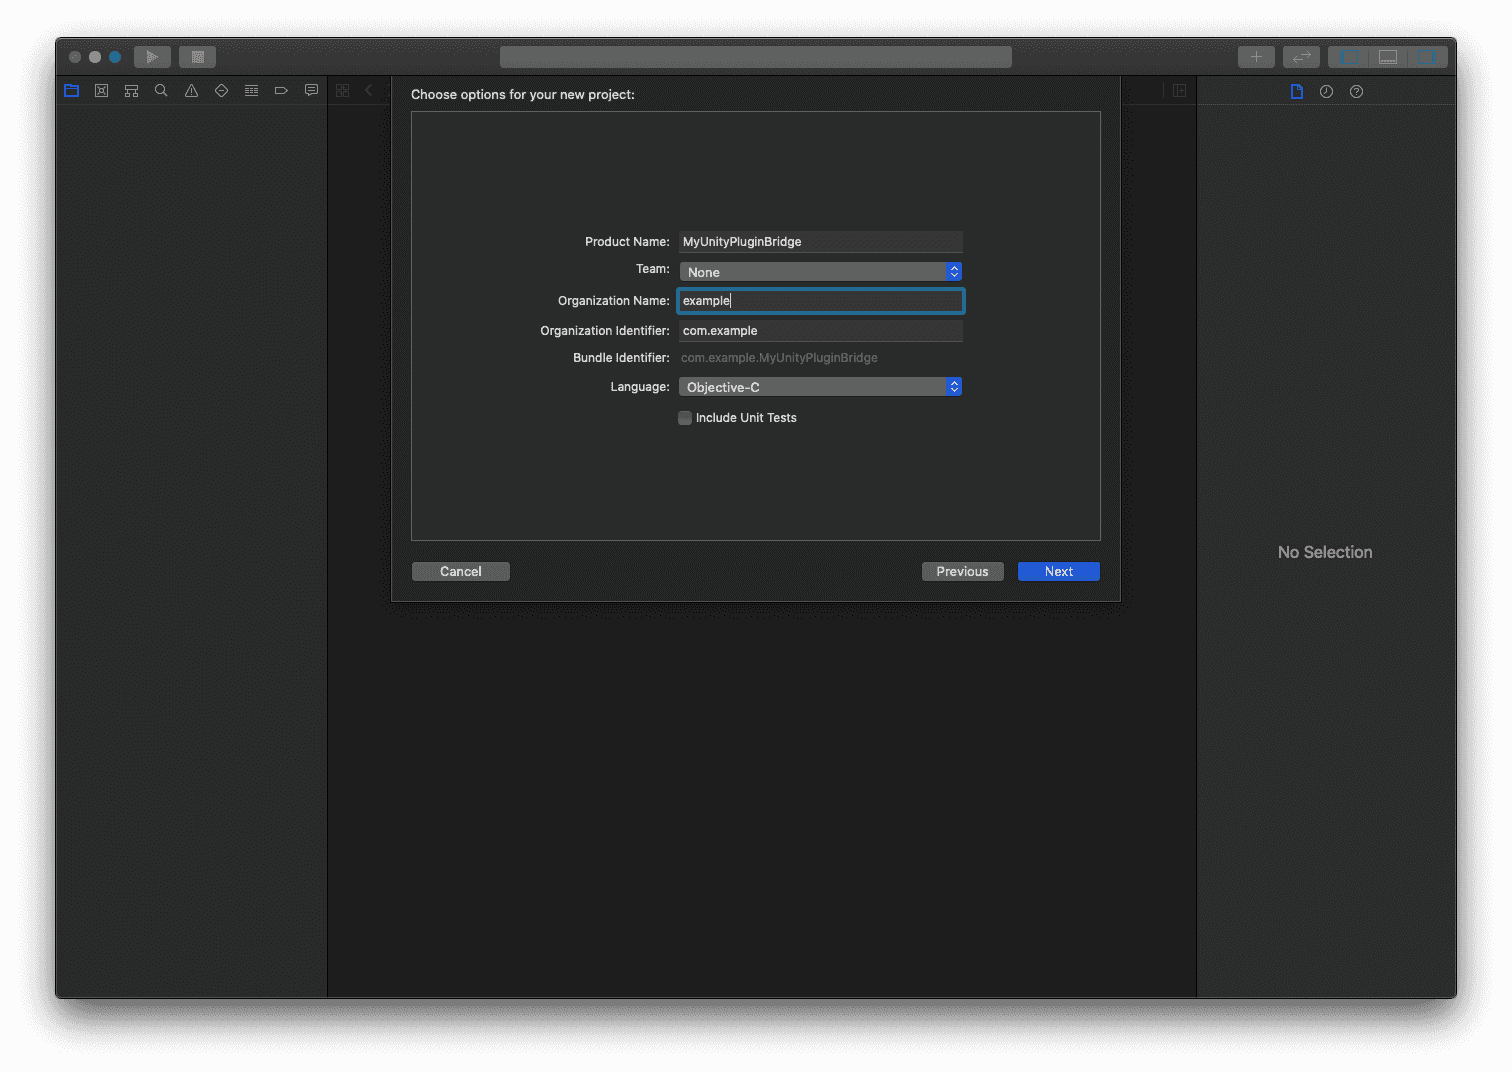 Choose options for your new project:
Product Name: MyUnityPluginBridge
Team: None
Organization Name: example
Organization Identifier: com.example
Bundle Identifier: com.example.MyUnityPluginBridge
Language: Objective-C
Include Unit Tests
No Selection
Cancel Previous Next